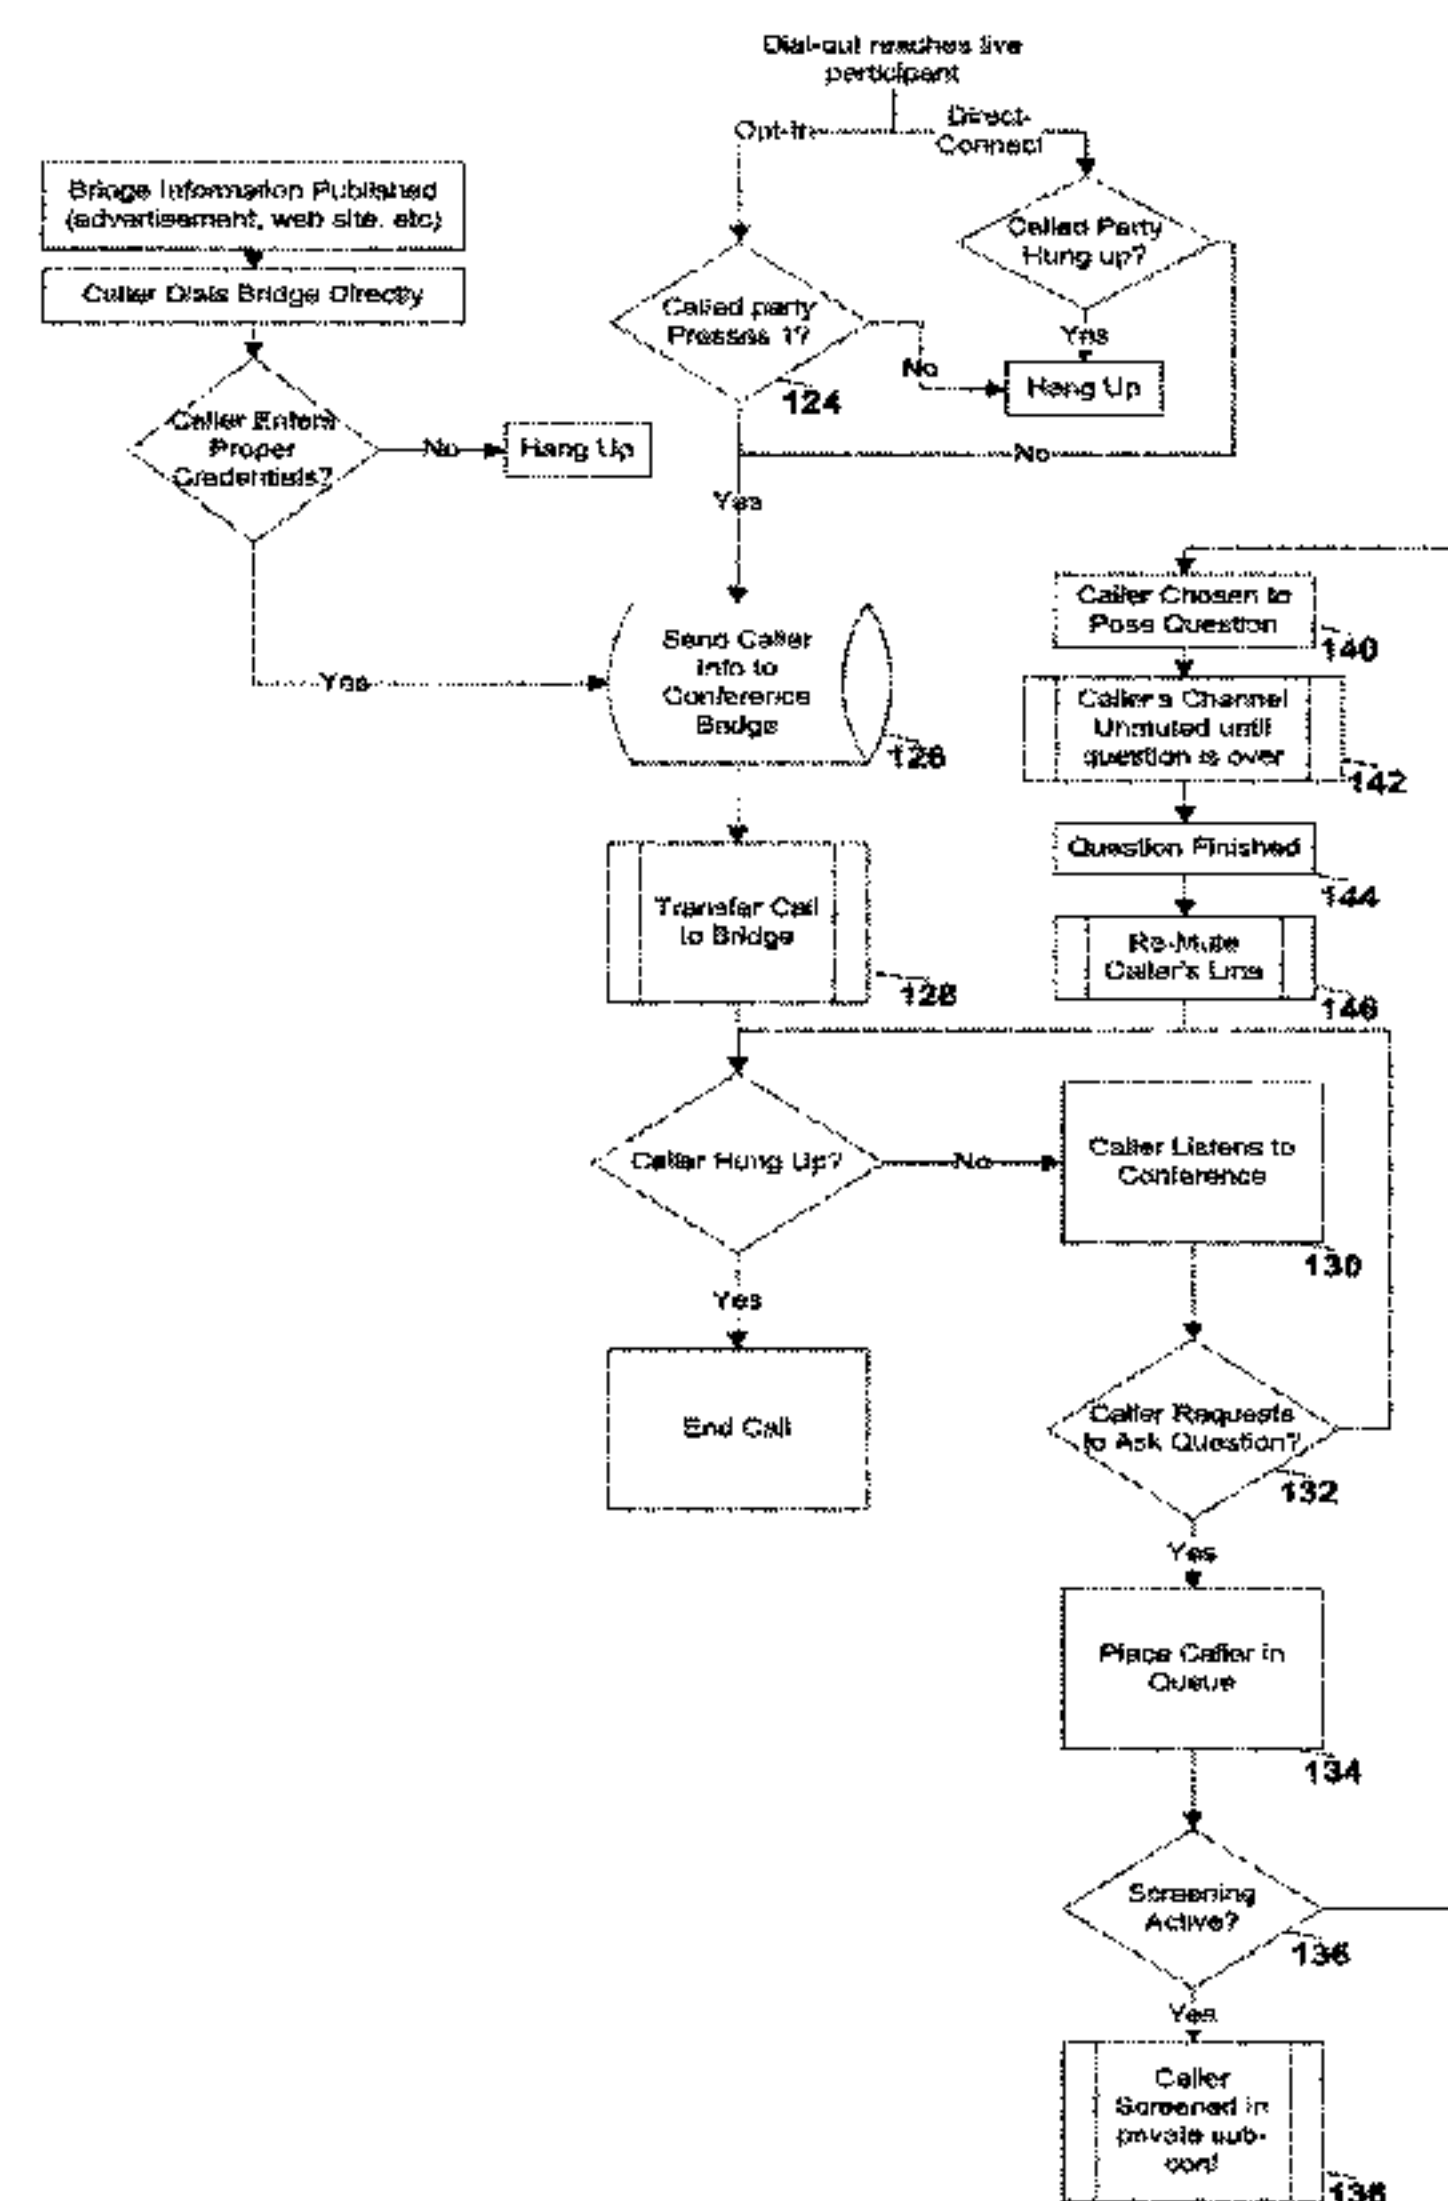 Dial-out reaches live
participant
Opt-In
Direct-
Connect
Bridge Information Published
(advertisement, web site, etc)
Caller Dials Bridge Directly
Called Party
Hung up?
Called party
Presses 1?
Yes
No
Hang Up
124
Caller Enters
Proper
Credentials?
No
Hang Up
No
Yes
Caller Chosen to
Pose Question
140
Send Caller
Info to
Conference
Badge
126
Yes
Caller's Channel
Unmuted until
question is over
142
Question Finished
144
Transfer Call
to Bridge
128
Re-Mute
Caller's Line
146
Caller Hung Up?
No
Caller Listens to
Conference
130
Yes
End Call
Caller Requests
to Ask Question?
132
Yes
Place Caller in
Queue
134
Screening
Active?
136
Yes
Caller
Screened in
private sub-
conf
138